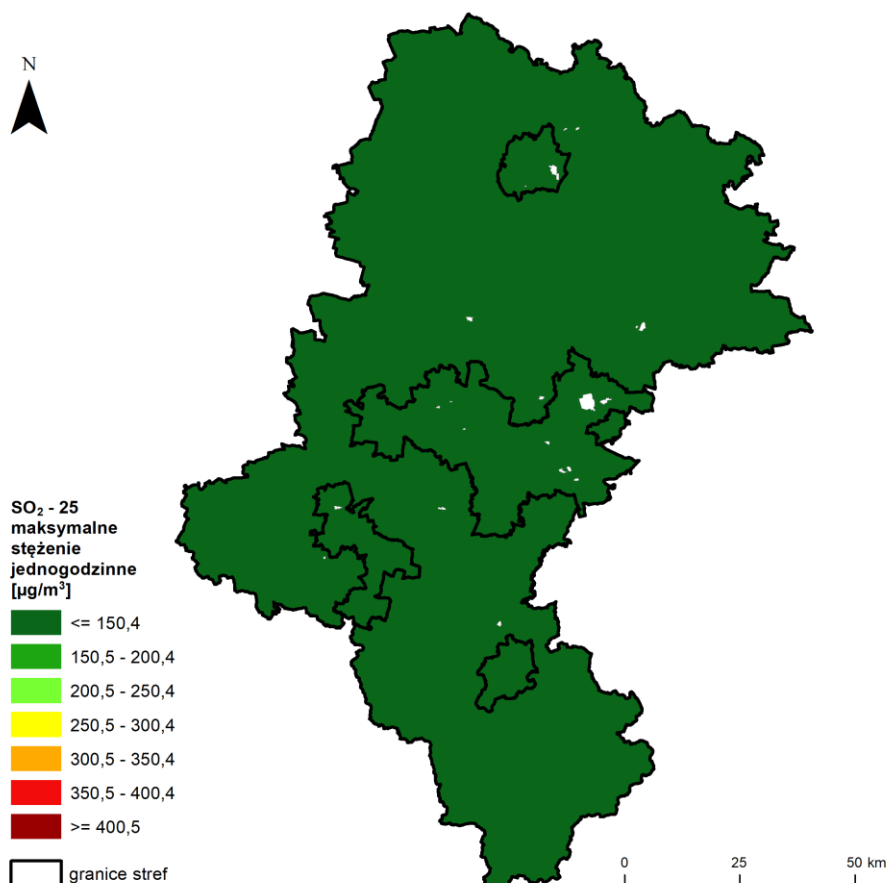 N
SO₂ - 25
maksymalne
stężenie
jednogodzinne
[µg/m³]
<= 150,4
150,5 - 200,4
200,5 - 250,4
250,5 - 300,4
300,5 - 350,4
350,5 - 400,4
>= 400,5
granice stref
0 25 50 km